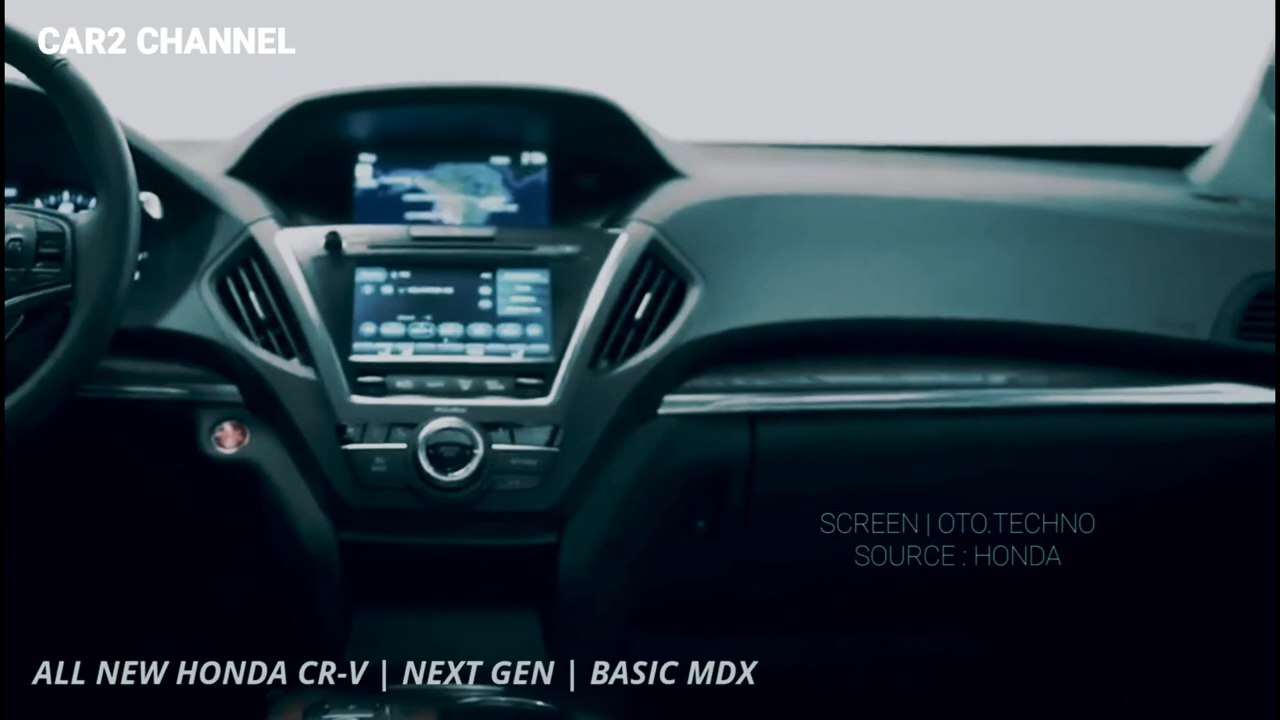 CAR2 CHANNEL
SCREEN | OTO.TECHNO
SOURCE : HONDA
ALL NEW HONDA CR-V | NEXT GEN | BASIC MDX